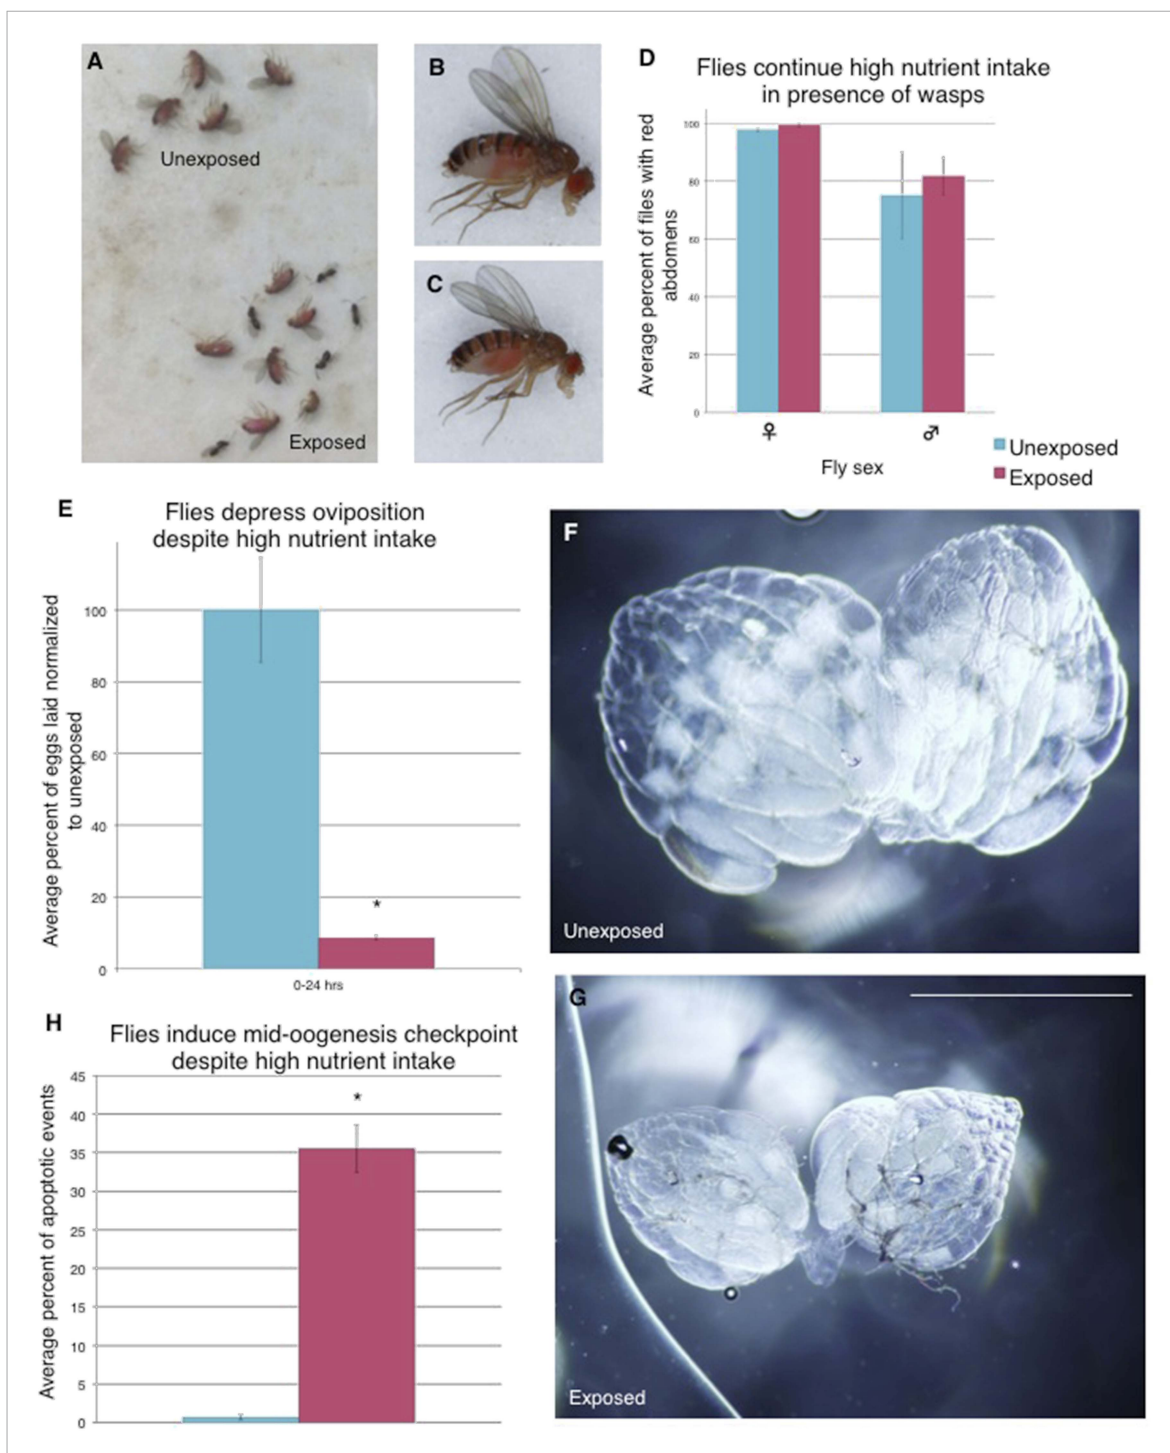 A
Unexposed
Exposed
B
C
D
Flies continue high nutrient intake
in presence of wasps
Average percent of files with red
abdomens
100
80
60
40
20
0
♀
♂
Fly sex
Unexposed
Exposed
E
Flies depress oviposition
despite high nutrient intake
Average percent of eggs laid normalized
to unexposed
100
80
60
40
20
0
*
0-24 hrs
F
Unexposed
G
Exposed
H
Flies induce mid-oogenesis checkpoint
despite high nutrient intake
Average percent of apoptotic events
45
40
35
30
25
20
15
10
5
0
*